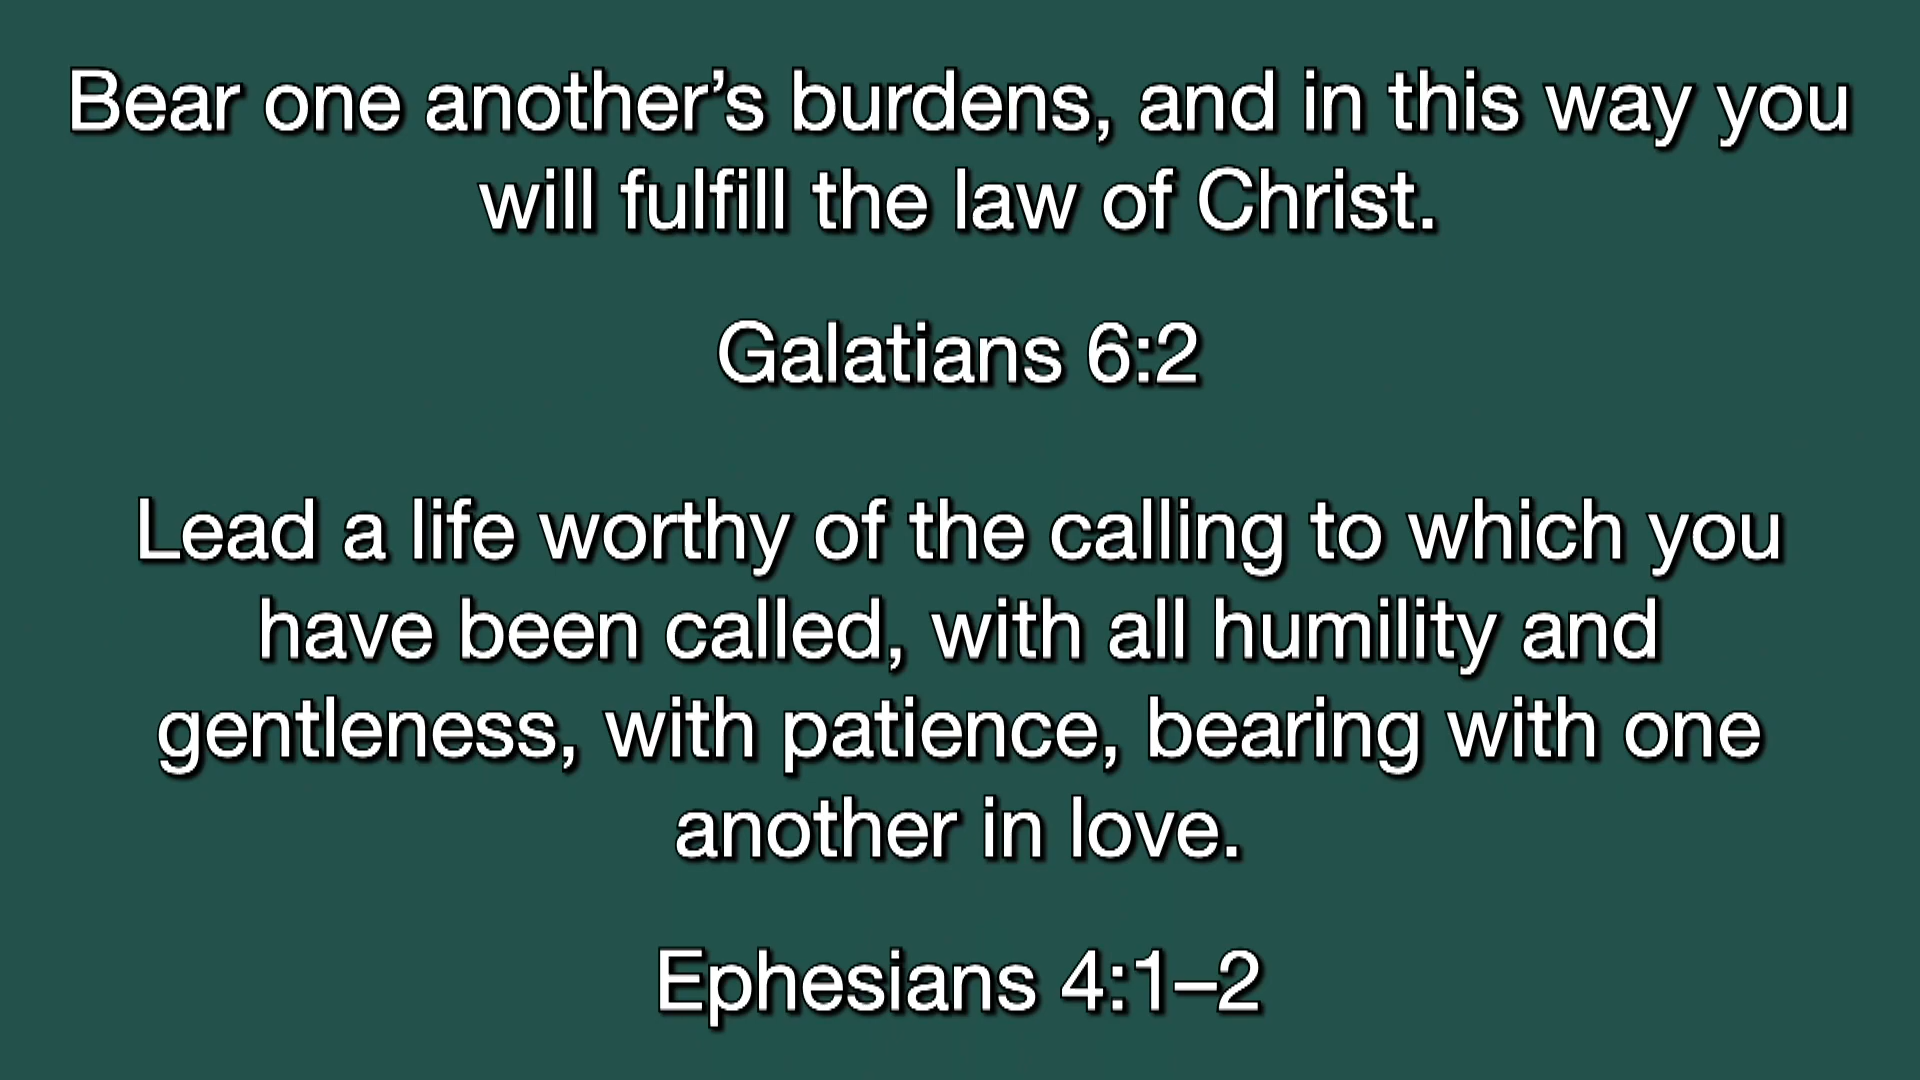 Bear one another’s burdens, and in this way you
will fulfill the law of Christ.
Galatians 6:2
Lead a life worthy of the calling to which you
have been called, with all humility and
gentleness, with patience, bearing with one
another in love.
Ephesians 4:1–2